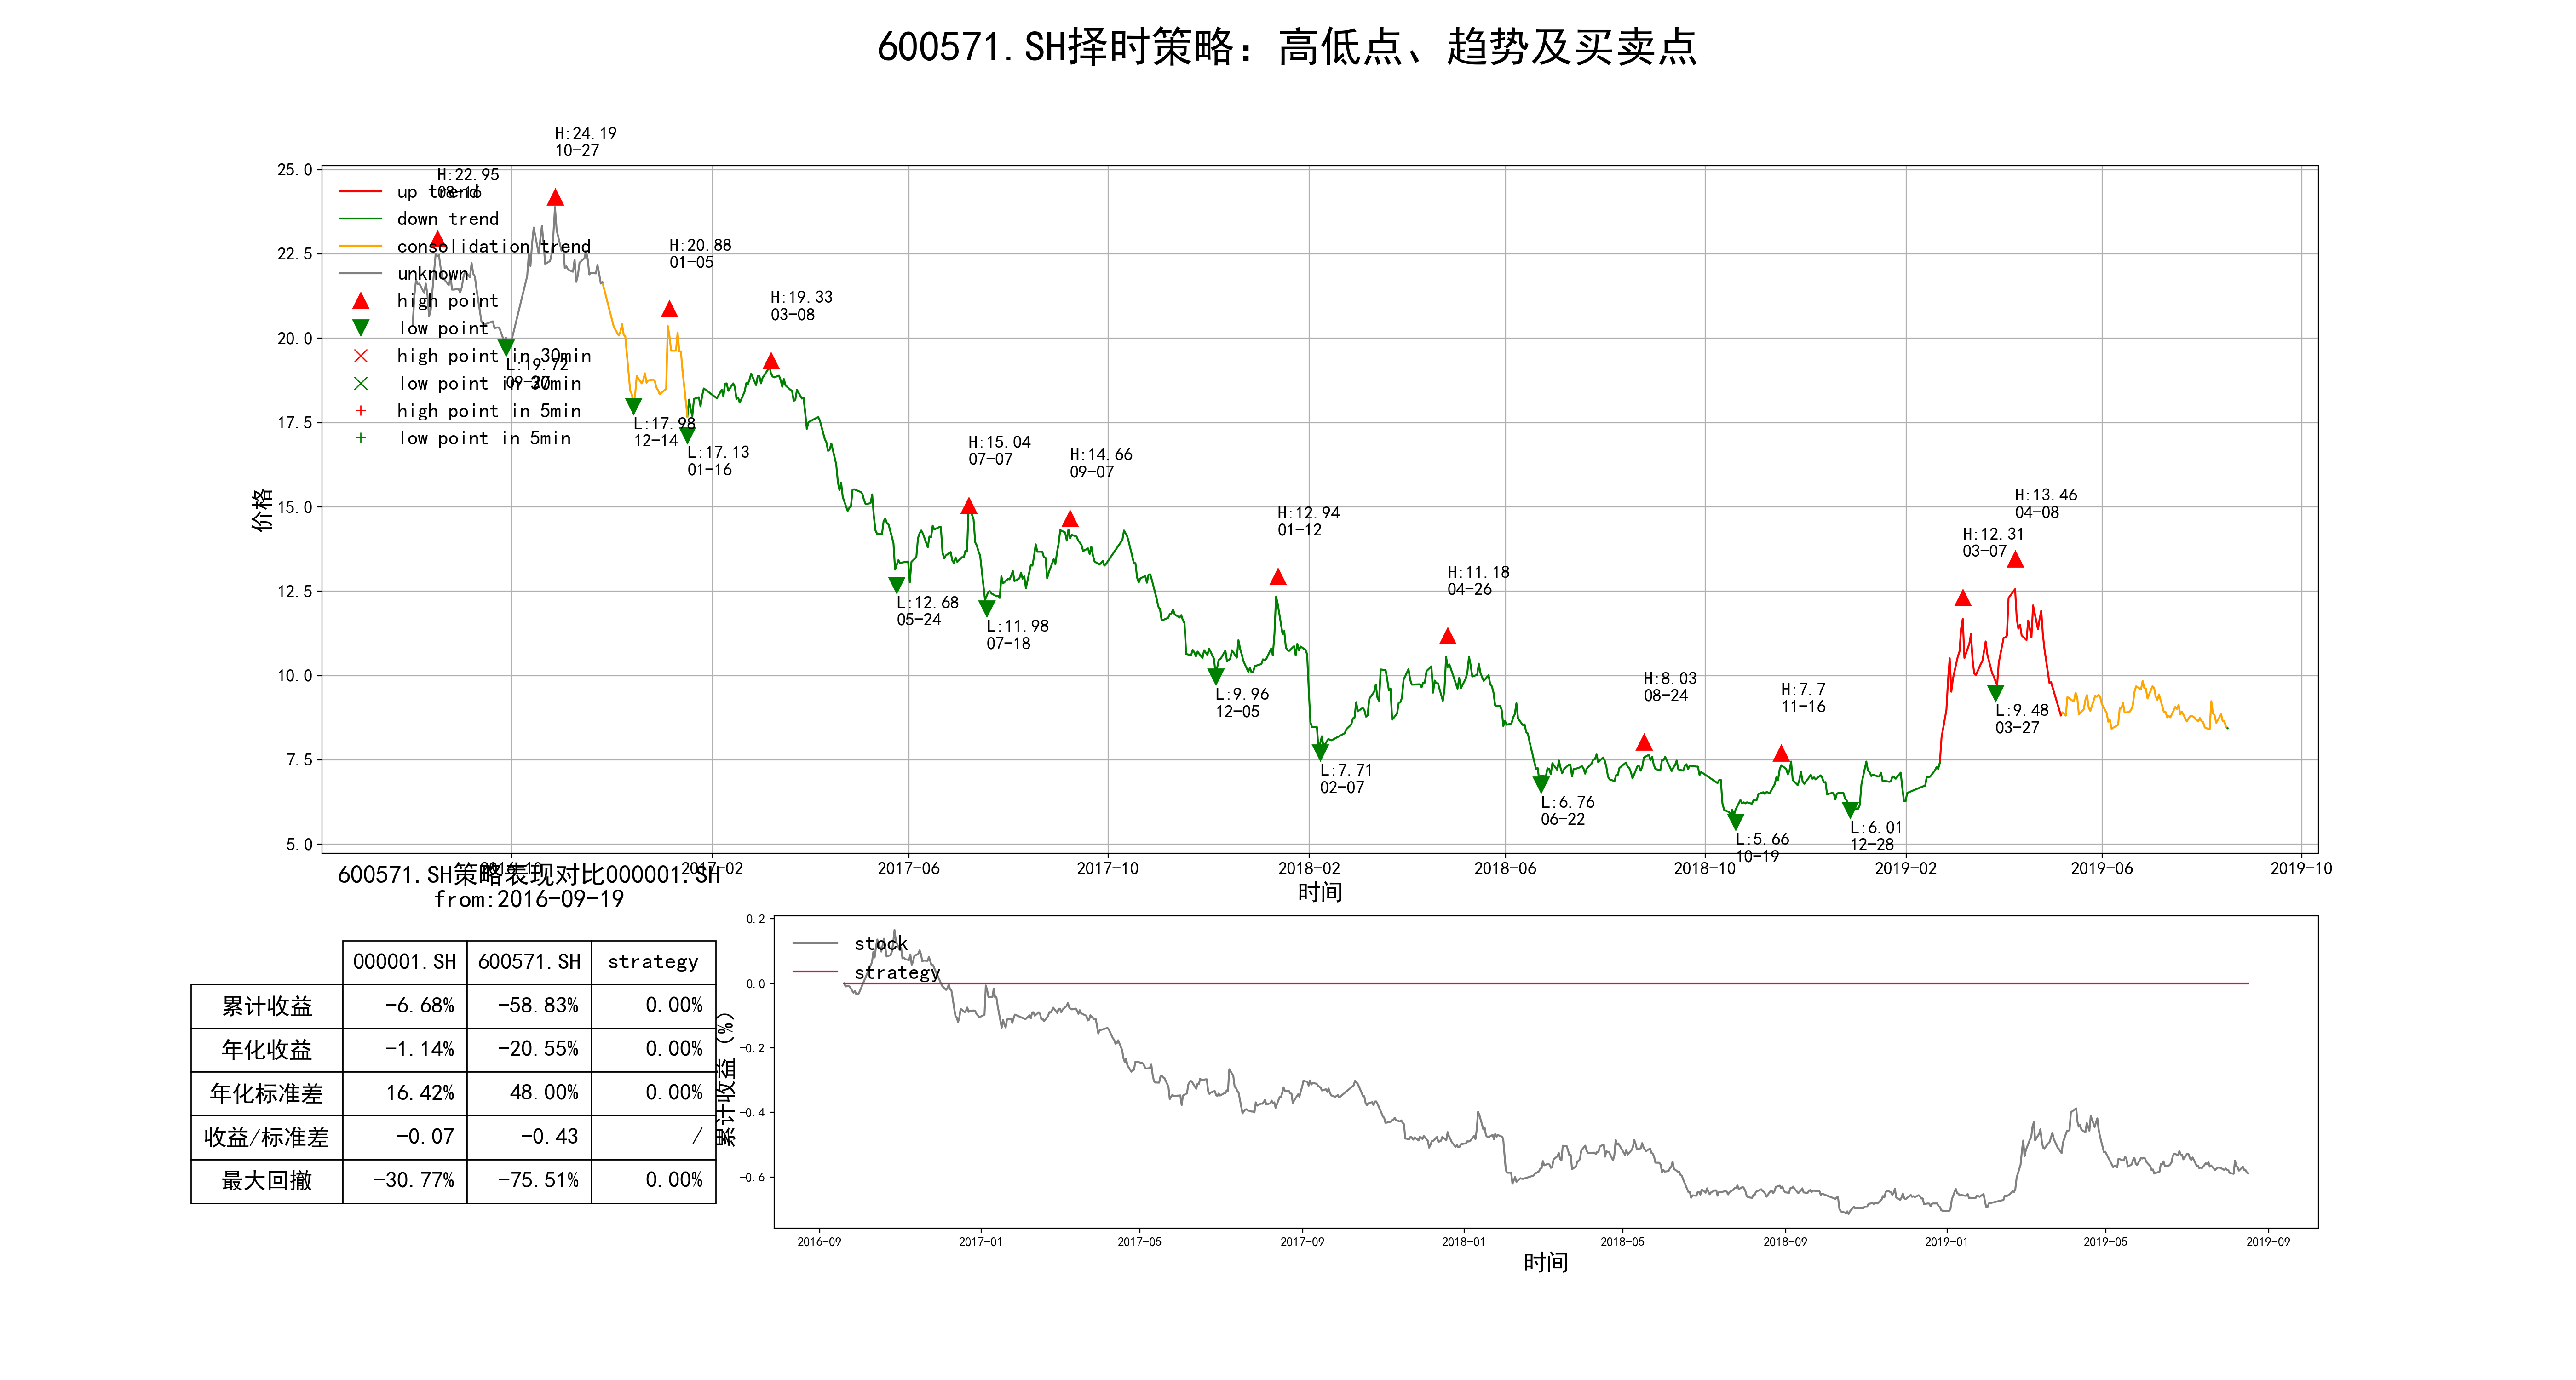 600571.SH择时策略：高低点、趋势及买卖点
H:24.19
10-27
H:22.95
08-16
H:20.88
01-05
H:19.33
03-08
H:15.04
07-07
H:14.66
09-07
H:12.94
01-12
H:11.18
04-26
H:8.03
08-24
H:7.7
11-16
H:12.31
03-07
H:13.46
04-08
L:19.72
09-27
L:17.98
12-14
L:17.13
01-16
L:12.68
05-24
L:11.98
07-18
L:9.96
12-05
L:7.71
02-07
L:6.76
06-22
L:5.66
10-19
L:6.01
12-28
L:9.48
03-27
up trend
down trend
consolidation trend
unknown
high point
low point
high point in 30min
low point in 30min
high point in 5min
low point in 5min
价格
25.0
22.5
20.0
17.5
15.0
12.5
10.0
7.5
5.0
2016-10 2017-02 2017-06 2017-10 2018-02 2018-06 2018-10 2019-02 2019-06 2019-10
时间
600571.SH策略表现对比000001.SH
from:2016-09-19
000001.SH 600571.SH strategy
累计收益 -6.68% -58.83% 0.00%
年化收益 -1.14% -20.55% 0.00%
年化标准差 16.42% 48.00% 0.00%
收益/标准差 -0.07 -0.43 /
最大回撤 -30.77% -75.51% 0.00%
累计收益（%）
0.2
0.0
-0.2
-0.4
-0.6
stock
strategy
2016-09 2017-01 2017-05 2017-09 2018-01 2018-05 2018-09 2019-01 2019-05 2019-09
时间